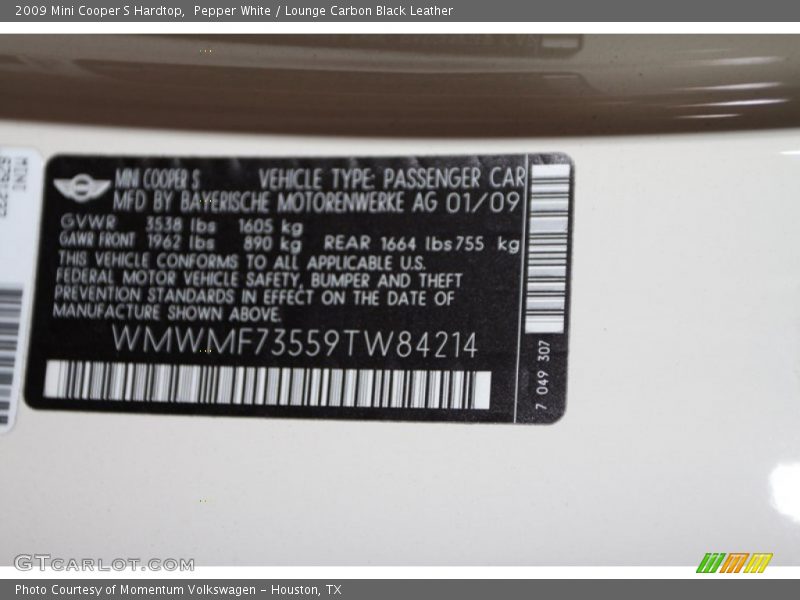 2009 Mini Cooper S Hardtop,  Pepper White / Lounge Carbon Black Leather
MINI COOPER S VEHICLE TYPE: PASSENGER CAR
MFD BY BAYERISCHE MOTORENWERKE AG 01/09
GVWR 3538 lbs 1605 kg
GAWR FRONT 1962 lbs 890 kg REAR 1664 lbs 755 kg
THIS VEHICLE CONFORMS TO ALL APPLICABLE U.S.
FEDERAL MOTOR VEHICLE SAFETY, BUMPER AND THEFT
PREVENTION STANDARDS IN EFFECT ON THE DATE OF
MANUFACTURE SHOWN ABOVE.
WMWMF73559TW84214
7 049 307
GTCARLOT.COM
Photo Courtesy of Momentum Volkswagen - Houston, TX